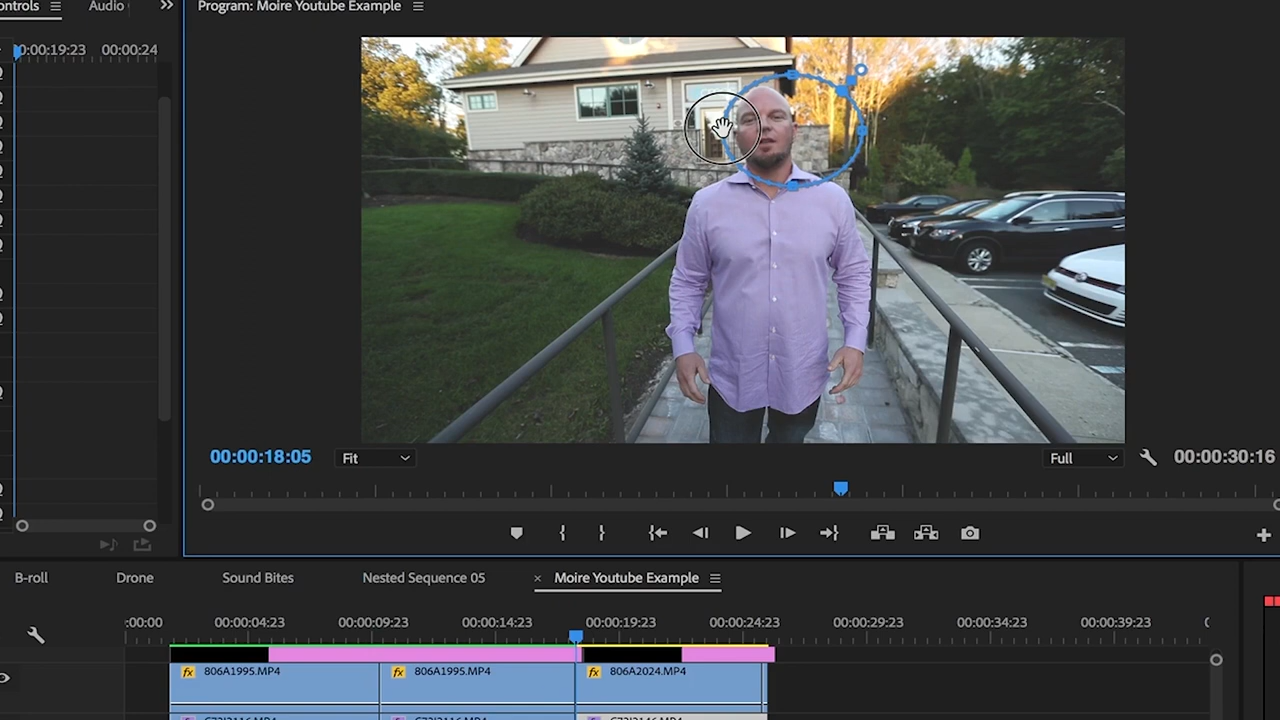 ontrols
Audio
Program: Moire Youtube Example
0:00:19:23
00:00:24
00:00:18:05
Fit
Full
00:00:30:16
B-roll
Drone
Sound Bites
Nested Sequence 05
× Moire Youtube Example
:00:00
00:00:04:23
00:00:09:23
00:00:14:23
00:00:19:23
00:00:24:23
00:00:29:23
00:00:34:23
00:00:39:23
fx 806A1995.MP4
fx 806A1995.MP4
fx 806A2024.MP4